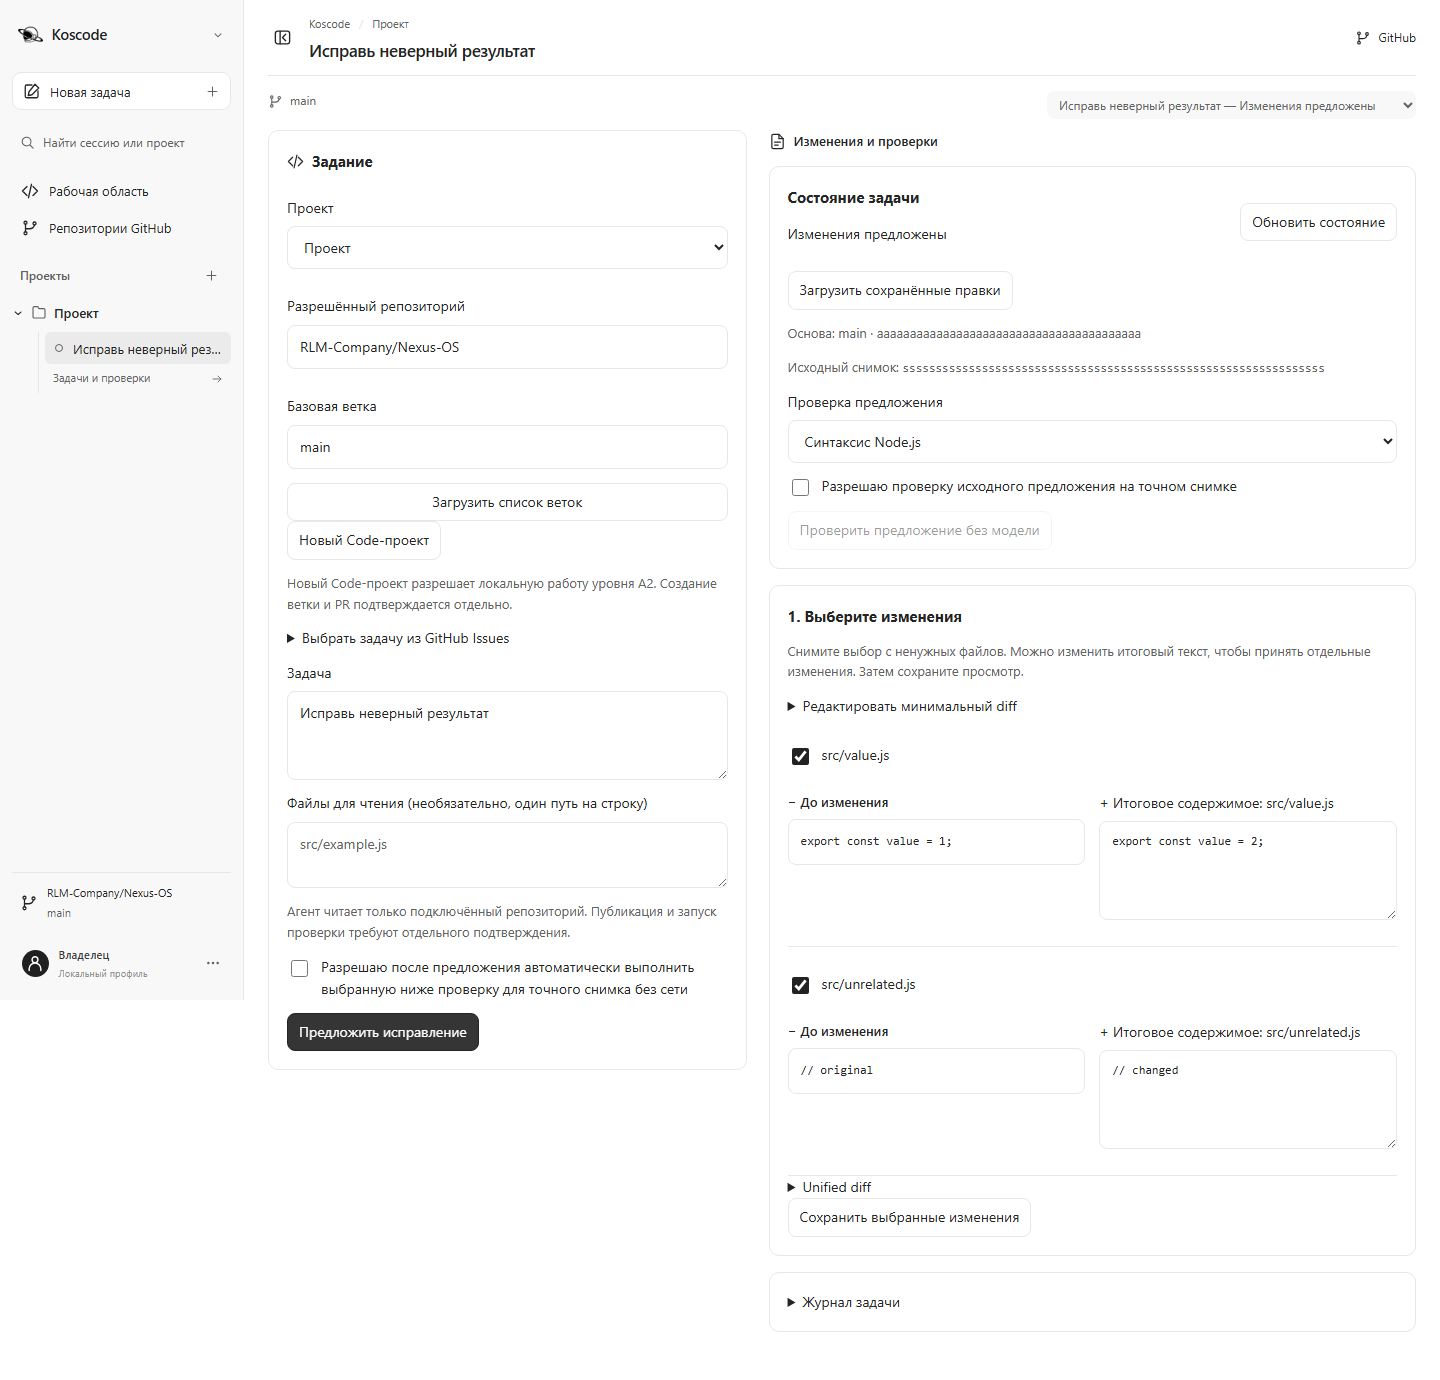 Koscode
Новая задача
Найти сессию или проект
Рабочая область
Репозитории GitHub
Проекты
Проект
Исправь неверный рез...
Задачи и проверки
RLM-Company/Nexus-OS
main
Владелец
Локальный профиль
Koscode / Проект
Исправь неверный результат
GitHub
main
Исправь неверный результат — Изменения предложены
Задание
Проект
Проект
Разрешённый репозиторий
RLM-Company/Nexus-OS
Базовая ветка
main
Загрузить список веток
Новый Code-проект
Новый Code-проект разрешает локальную работу уровня A2. Создание
ветки и PR подтверждается отдельно.
Выбрать задачу из GitHub Issues
Задача
Исправь неверный результат
Файлы для чтения (необязательно, один путь на строку)
src/example.js
Агент читает только подключённый репозиторий. Публикация и запуск
проверки требуют отдельного подтверждения.
Разрешаю после предложения автоматически выполнить
выбранную ниже проверку для точного снимка без сети
Предложить исправление
Изменения и проверки
Состояние задачи
Изменения предложены
Обновить состояние
Загрузить сохранённые правки
Основа: main · aaaaaaaaaaaaaaaaaaaaaaaaaaaaaaaaaaaaaaaa
Исходный снимок: ssssssssssssssssssssssssssssssssssssssssssssssssssssssssssssssss
Проверка предложения
Синтаксис Node.js
Разрешаю проверку исходного предложения на точном снимке
Проверить предложение без модели
1. Выберите изменения
Снимите выбор с ненужных файлов. Можно изменить итоговый текст, чтобы принять отдельные
изменения. Затем сохраните просмотр.
Редактировать минимальный diff
src/value.js
− До изменения
export const value = 1;
+ Итоговое содержимое: src/value.js
export const value = 2;
src/unrelated.js
− До изменения
// original
+ Итоговое содержимое: src/unrelated.js
// changed
Unified diff
Сохранить выбранные изменения
Журнал задачи